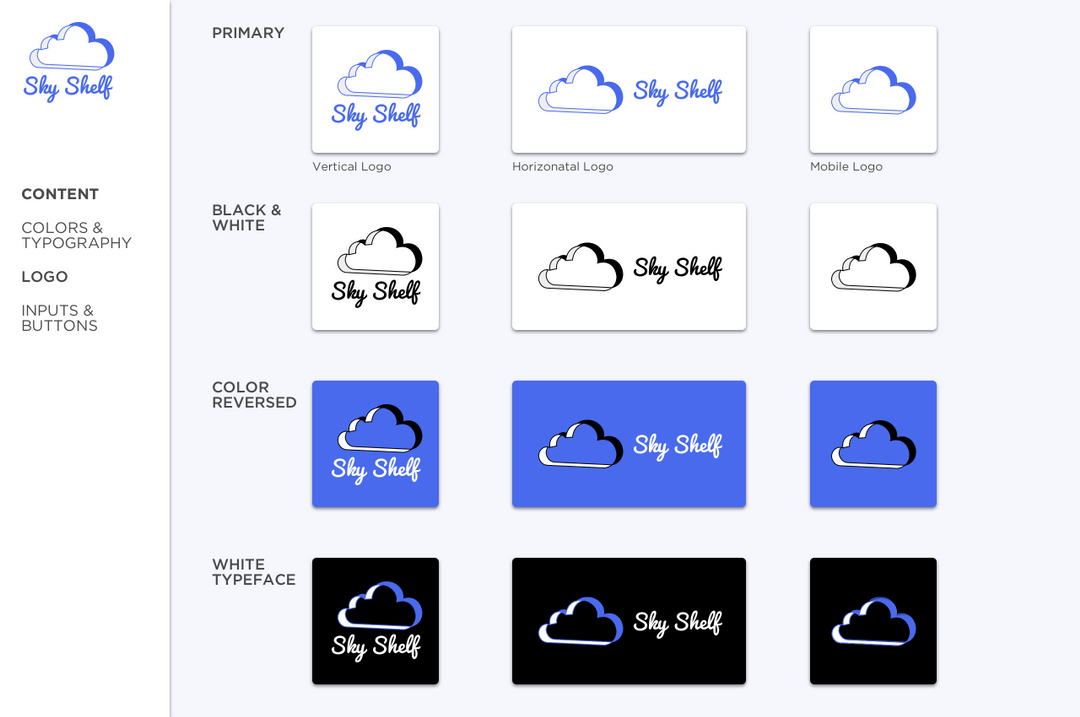 Sky Shelf
CONTENT
COLORS &
TYPOGRAPHY
LOGO
INPUTS &
BUTTONS
PRIMARY
Sky Shelf
Sky Shelf
Vertical Logo
Horizonatal Logo
Mobile Logo
BLACK &
WHITE
Sky Shelf
Sky Shelf
COLOR
REVERSED
Sky Shelf
Sky Shelf
WHITE
TYPEFACE
Sky Shelf
Sky Shelf